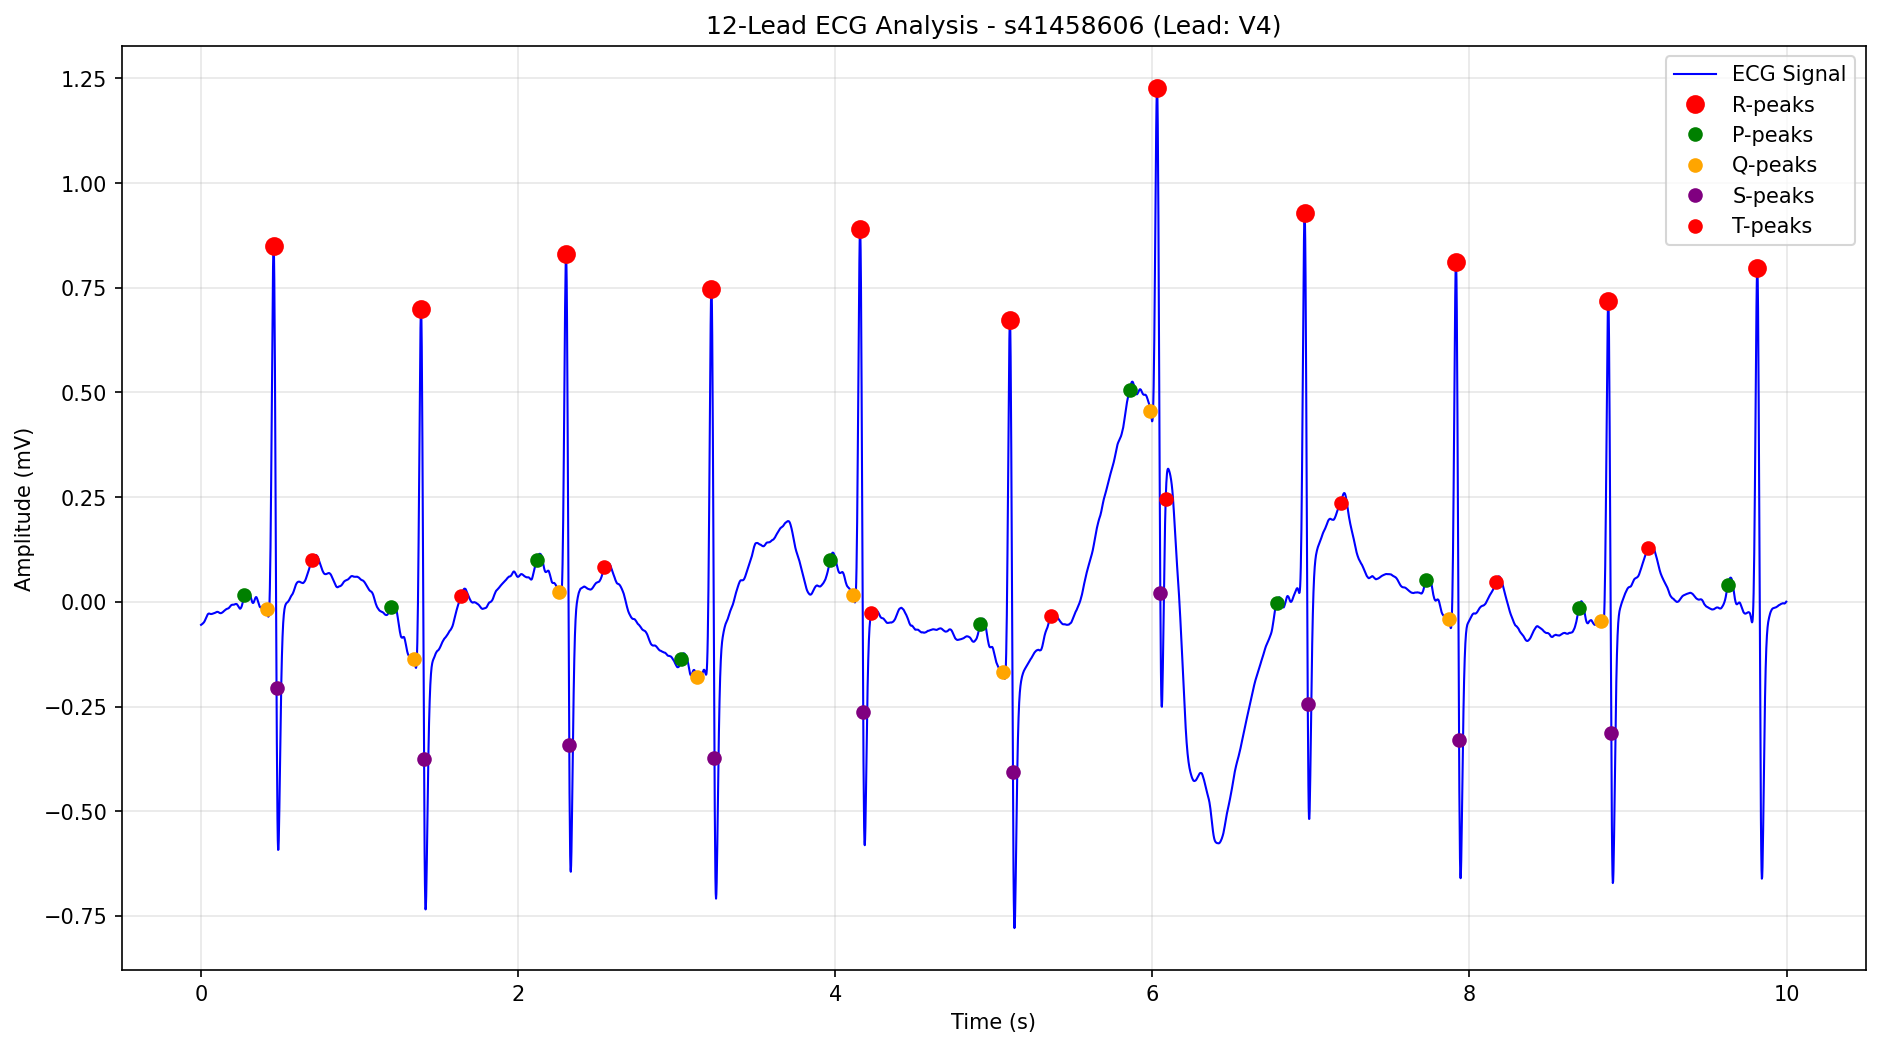 12-Lead ECG Analysis - s41458606 (Lead: V4)
ECG Signal
R-peaks
P-peaks
Q-peaks
S-peaks
T-peaks
Amplitude (mV)
1.25
1.00
0.75
0.50
0.25
0.00
−0.25
−0.50
−0.75
0
2
4
6
8
10
Time (s)